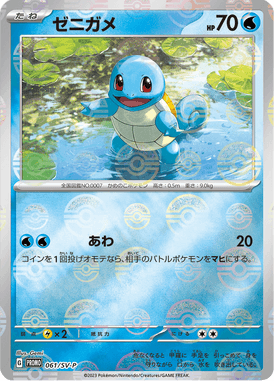 たね
ゼニガメ
HP70
全国図鑑NO.0007 かめのこポケモン 高さ:0.5m 重さ:9.0kg
あわ 20
コインを1回投げオモテなら、相手のバトルポケモンをマヒにする。
Illus. Gemi
弱点 ×2 抵抗力 にげる
G PROMO 061/SV-P
©2023 Pokémon/Nintendo/Creatures/GAME FREAK.